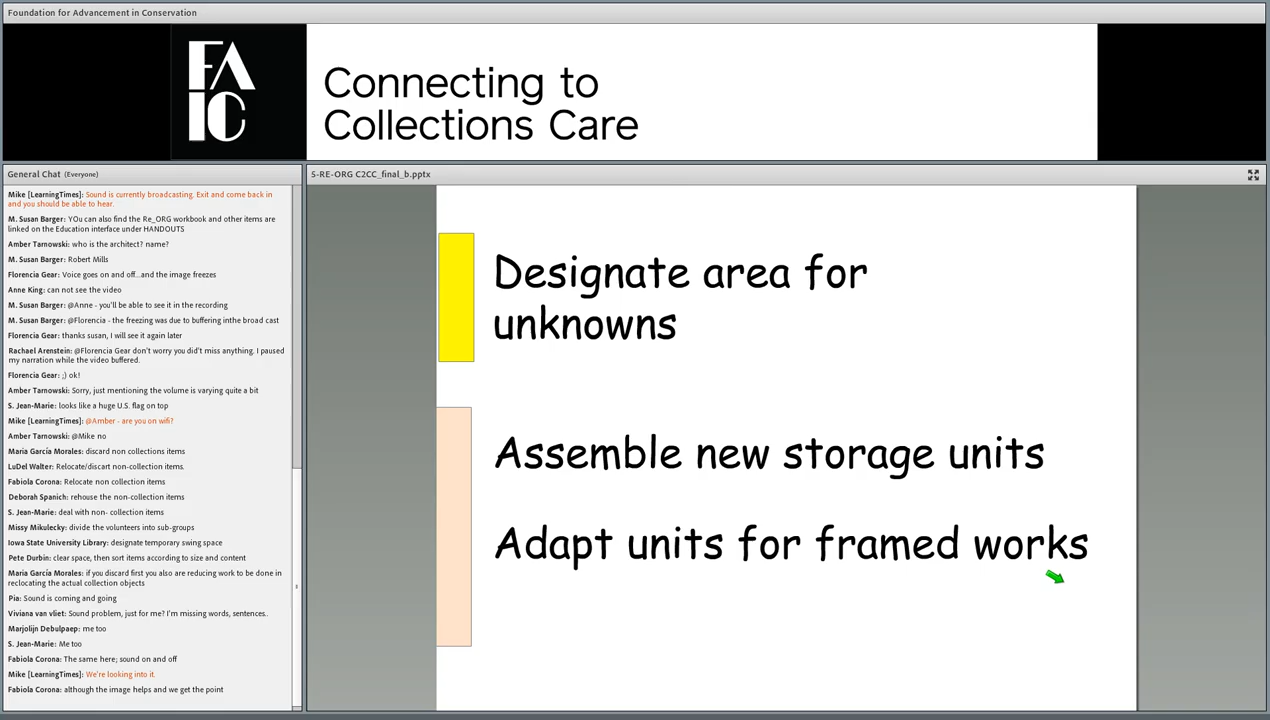 Foundation for Advancement in Conservation
FA
IC
Connecting to
Collections Care
General Chat (Everyone)
Mike [LearningTimes]: Sound is currently broadcasting. Exit and come back in
and you should be able to hear.
M. Susan Barger: YOu can also find the Re_ORG workbook and other items are
linked on the Education interface under HANDOUTS
Amber Tarnowski: who is the architect? name?
M. Susan Barger: Robert Mills
Florencia Gear: Voice goes on and off...and the image freezes
Anne King: can not see the video
M. Susan Barger: @Anne - you'll be able to see it in the recording
M. Susan Barger: @Florencia - the freezing was due to buffering inthe broad cast
Florencia Gear: thanks susan, I will see it again later
Rachael Arenstein: @Florencia Gear don't worry you didn't miss anything. I paused
my narration while the video buffered.
Florencia Gear: ;) ok!
Amber Tarnowski: Sorry, just mentioning the volume is varying quite a bit
S. Jean-Marie: looks like a huge U.S. flag on top
Mike [LearningTimes]: @Amber - are you on wifi?
Amber Tarnowski: @Mike no
Maria García Morales: discard non collections items
LuDel Walter: Relocate/discart non-collection items.
Fabiola Corona: Relocate non collection items
Deborah Spanich: rehouse the non-collection items
S. Jean-Marie: deal with non- collection items
Missy Mikulecky: divide the volunteers into sub-groups
Iowa State University Library: designate temporary swing space
Pete Durbin: clear space, then sort items according to size and content
Maria García Morales: if you discard first you also are reducing work to be done in
reclocating the actual collection objects
Pia: Sound is coming and going
Viviana van vliet: Sound problem, just for me? I'm missing words, sentences..
Marjolijn Debulpaep: me too
S. Jean-Marie: Me too
Fabiola Corona: The same here; sound on and off
Mike [LearningTimes]: We're looking into it.
Fabiola Corona: although the image helps and we get the point
5-RE-ORG C2CC_final_b.pptx
Designate area for
unknowns
Assemble new storage units
Adapt units for framed works